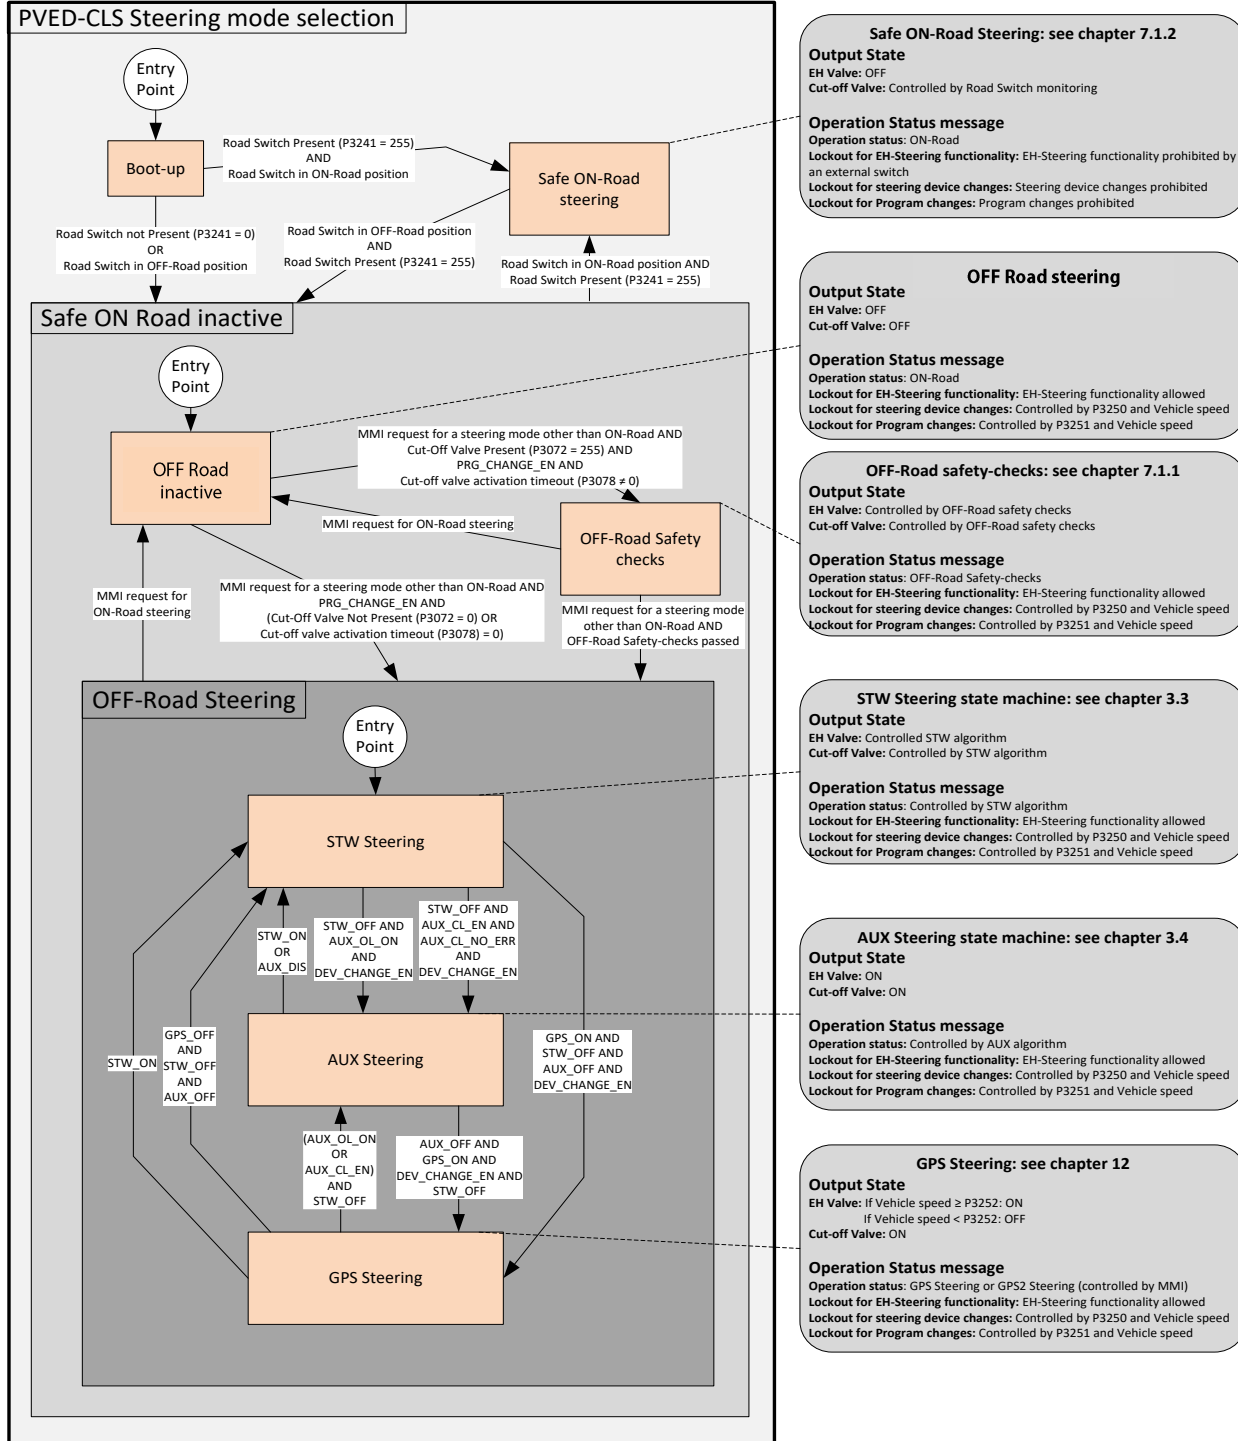 PVED-CLS Steering mode selection
Entry
Point
Boot-up
Road Switch Present (P3241 = 255)
AND
Road Switch in ON-Road position
Safe ON-Road
steering
Road Switch not Present (P3241 = 0)
OR
Road Switch in OFF-Road position
Road Switch in OFF-Road position
AND
Road Switch Present (P3241 = 255)
Road Switch in ON-Road position AND
Road Switch Present (P3241 = 255)
Safe ON Road inactive
Entry
Point
OFF Road
inactive
MMI request for a steering mode other than ON-Road AND
Cut-Off Valve Present (P3072 = 255) AND
PRG_CHANGE_EN AND
Cut-off valve activation timeout (P3078 ≠ 0)
MMI request for ON-Road steering
OFF-Road Safety
checks
MMI request for
ON-Road steering
MMI request for a steering mode other than ON-Road AND
PRG_CHANGE_EN AND
(Cut-Off Valve Not Present (P3072 = 0) OR
Cut-off valve activation timeout (P3078) = 0)
MMI request for a steering mode
other than ON-Road AND
OFF-Road Safety-checks passed
OFF-Road Steering
Entry
Point
STW Steering
STW_ON
OR
AUX_DIS
STW_OFF AND
AUX_OL_ON
AND
DEV_CHANGE_EN
STW_OFF AND
AUX_CL_EN AND
AUX_CL_NO_ERR
AND
DEV_CHANGE_EN
STW_ON
GPS_OFF
AND
STW_OFF
AND
AUX_OFF
AUX Steering
GPS_ON AND
STW_OFF AND
AUX_OFF AND
DEV_CHANGE_EN
(AUX_OL_ON
OR
AUX_CL_EN)
AND
STW_OFF
AUX_OFF AND
GPS_ON AND
DEV_CHANGE_EN AND
STW_OFF
GPS Steering
Safe ON-Road Steering: see chapter 7.1.2
Output State
EH Valve: OFF
Cut-off Valve: Controlled by Road Switch monitoring
Operation Status message
Operation status: ON-Road
Lockout for EH-Steering functionality: EH-Steering functionality prohibited by
an external switch
Lockout for steering device changes: Steering device changes prohibited
Lockout for Program changes: Program changes prohibited
OFF Road steering
Output State
EH Valve: OFF
Cut-off Valve: OFF
Operation Status message
Operation status: ON-Road
Lockout for EH-Steering functionality: EH-Steering functionality allowed
Lockout for steering device changes: Controlled by P3250 and Vehicle speed
Lockout for Program changes: Controlled by P3251 and Vehicle speed
OFF-Road safety-checks: see chapter 7.1.1
Output State
EH Valve: Controlled by OFF-Road safety checks
Cut-off Valve: Controlled by OFF-Road safety checks
Operation Status message
Operation status: OFF-Road Safety-checks
Lockout for EH-Steering functionality: EH-Steering functionality allowed
Lockout for steering device changes: Controlled by P3250 and Vehicle speed
Lockout for Program changes: Controlled by P3251 and Vehicle speed
STW Steering state machine: see chapter 3.3
Output State
EH Valve: Controlled STW algorithm
Cut-off Valve: Controlled by STW algorithm
Operation Status message
Operation status: Controlled by STW algorithm
Lockout for EH-Steering functionality: EH-Steering functionality allowed
Lockout for steering device changes: Controlled by P3250 and Vehicle speed
Lockout for Program changes: Controlled by P3251 and Vehicle speed
AUX Steering state machine: see chapter 3.4
Output State
EH Valve: ON
Cut-off Valve: ON
Operation Status message
Operation status: Controlled by AUX algorithm
Lockout for EH-Steering functionality: EH-Steering functionality allowed
Lockout for steering device changes: Controlled by P3250 and Vehicle speed
Lockout for Program changes: Controlled by P3251 and Vehicle speed
GPS Steering: see chapter 12
Output State
EH Valve: If Vehicle speed ≥ P3252: ON
If Vehicle speed < P3252: OFF
Cut-off Valve: ON
Operation Status message
Operation status: GPS Steering or GPS2 Steering (controlled by MMI)
Lockout for EH-Steering functionality: EH-Steering functionality allowed
Lockout for steering device changes: Controlled by P3250 and Vehicle speed
Lockout for Program changes: Controlled by P3251 and Vehicle speed